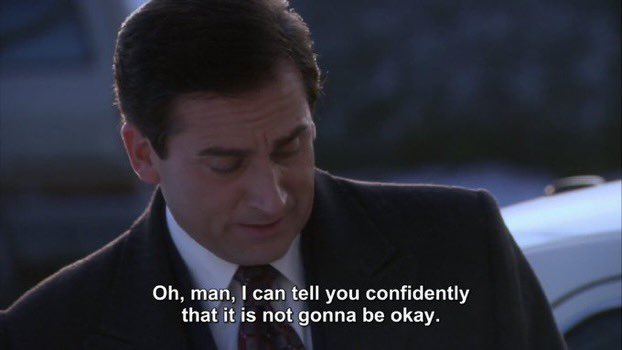 Oh, man, I can tell you confidently
that it is not gonna be okay.